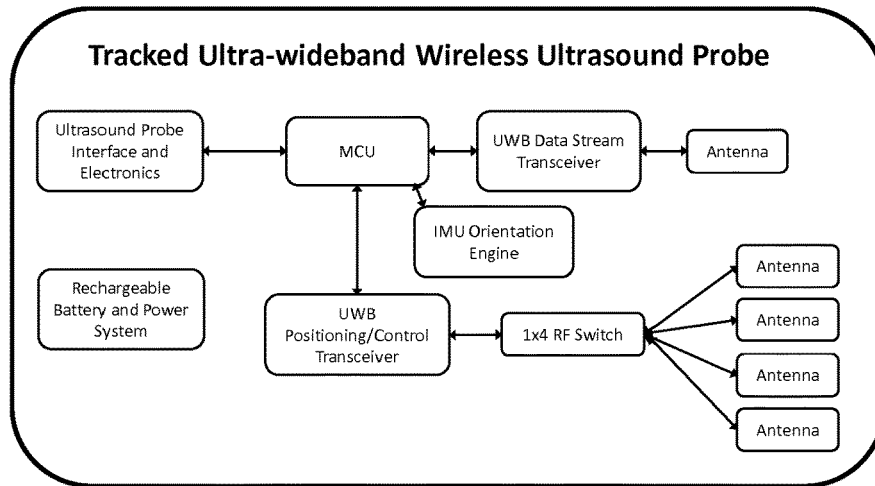 Tracked Ultra-wideband Wireless Ultrasound Probe
Ultrasound Probe
Interface and
Electronics
MCU
UWB Data Stream
Transceiver
Antenna
IMU Orientation
Engine
Rechargeable
Battery and Power
System
UWB
Positioning/Control
Transceiver
1x4 RF Switch
Antenna
Antenna
Antenna
Antenna